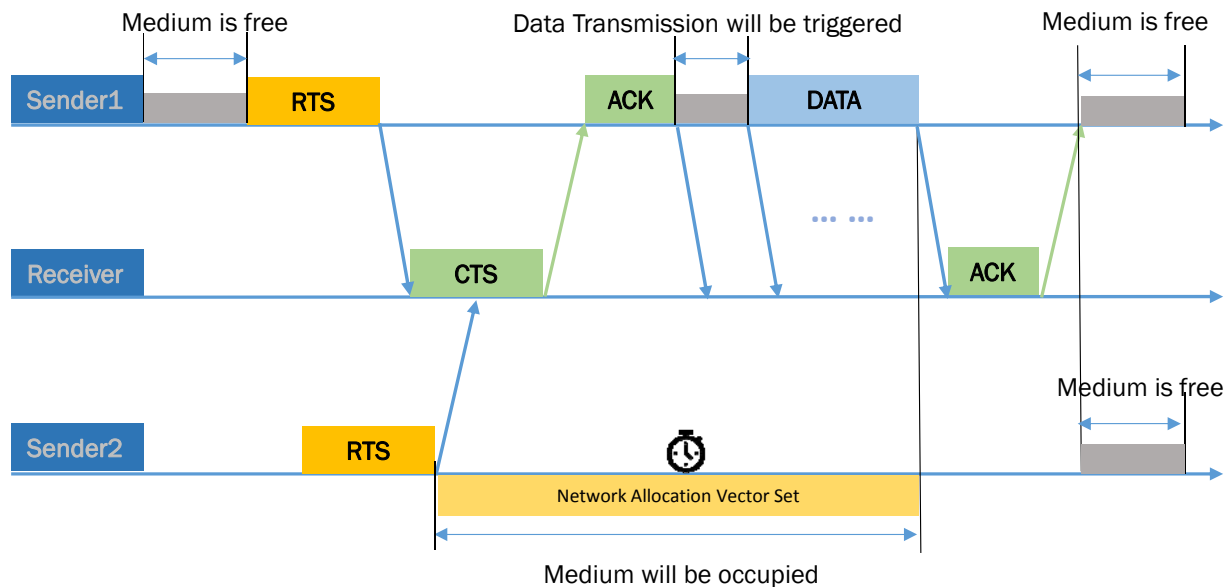 Medium is free
Data Transmission will be triggered
Medium is free
Sender1
RTS
ACK
DATA
... ...
Receiver
CTS
ACK
Medium is free
Sender2
RTS
Network Allocation Vector Set
Medium will be occupied